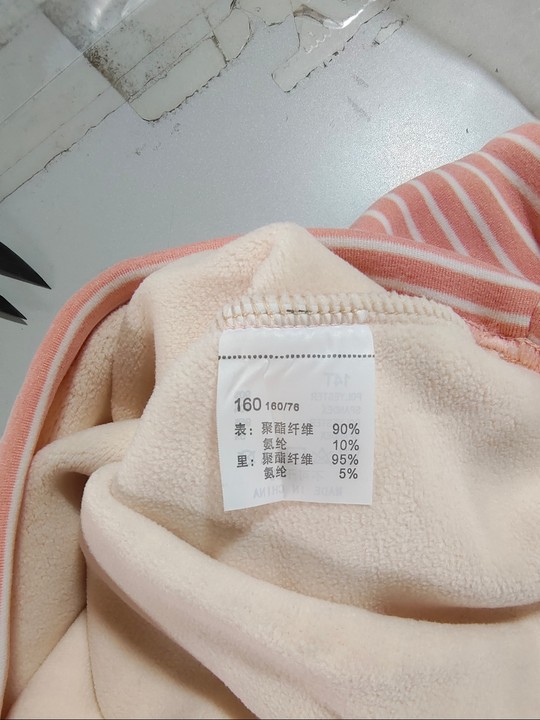 160 160/76
表: 聚酯纤维 90%
氨纶 10%
里: 聚酯纤维 95%
氨纶 5%